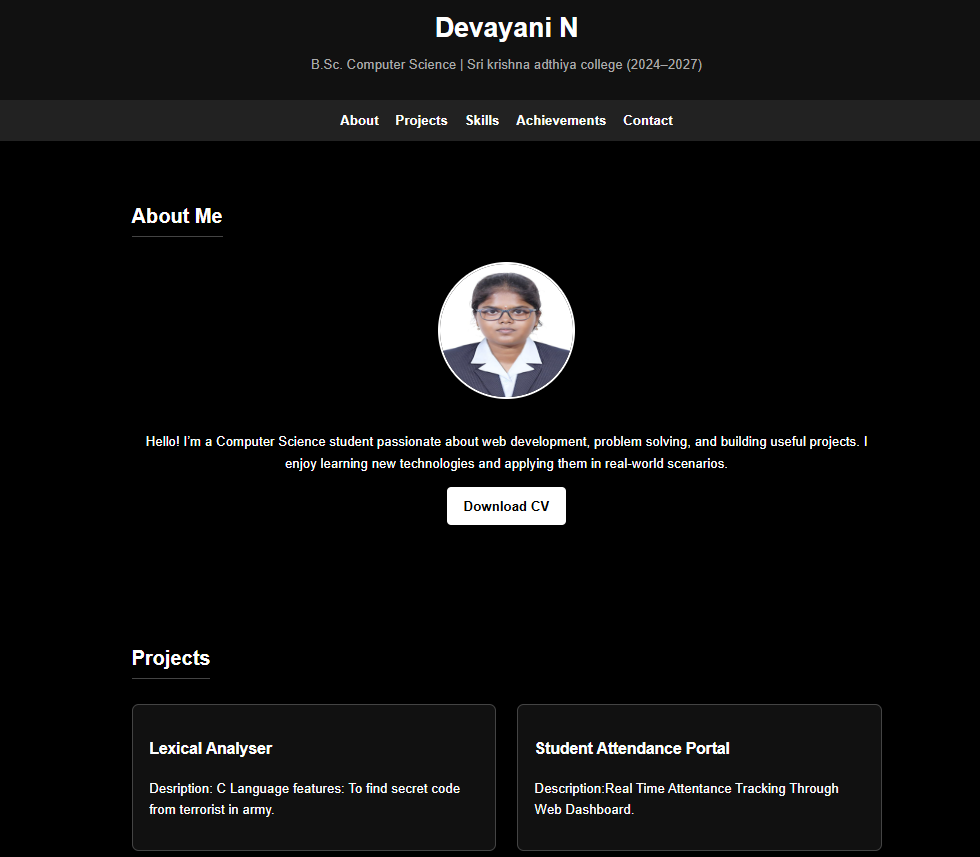 Devayani N
B.Sc. Computer Science | Sri krishna adthiya college (2024–2027)
About Projects Skills Achievements Contact
About Me
Hello! I’m a Computer Science student passionate about web development, problem solving, and building useful projects. I
enjoy learning new technologies and applying them in real-world scenarios.
Download CV
Projects
Lexical Analyser
Desription: C Language features: To find secret code
from terrorist in army.
Student Attendance Portal
Description:Real Time Attentance Tracking Through
Web Dashboard.